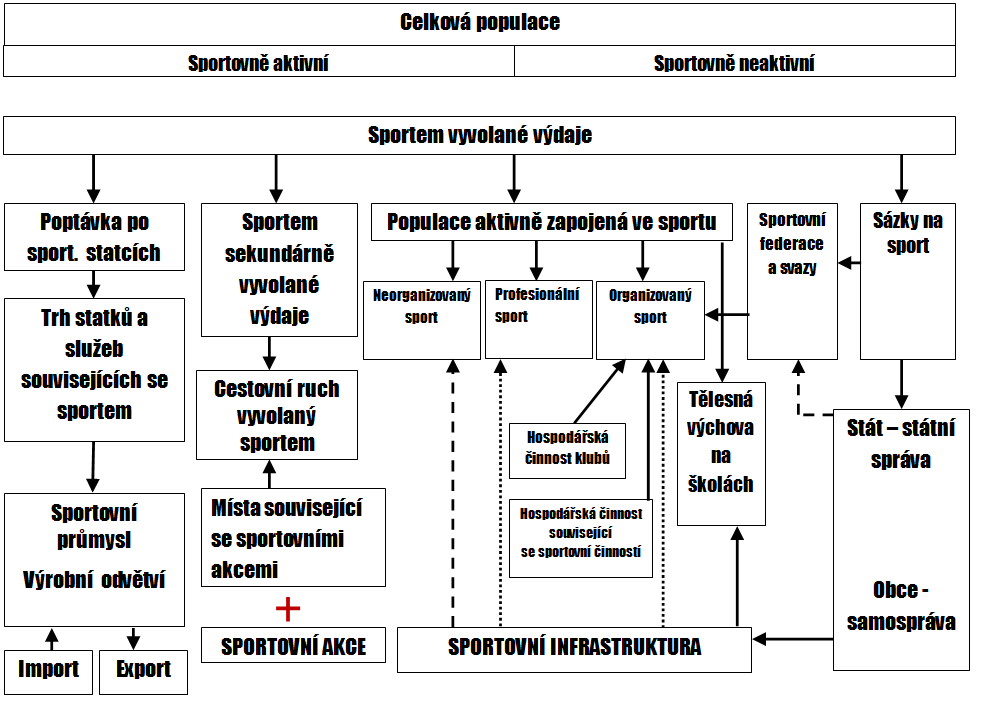 Celková populace
Sportovně aktivní
Sportovně neaktivní
Sportem vyvolané výdaje
Poptávka po
sport. statcích
Sportem
sekundárně
vyvolané
výdaje
Populace aktivně zapojená ve sportu
Sportovní
federace
a svazy
Sázky na
sport
Neorganizovaný
sport
Profesionální
sport
Organizovaný
sport
Trh statků a
služeb
souvisejících se
sportem
Cestovní ruch
vyvolaný
sportem
Tělesná
výchova
na
školách
Hospodářská
činnost klubů
Stát – státní
správa
Obce -
samospráva
Sportovní
průmysl
Výrobní odvětví
Místa související
se sportovními
akcemi
Hospodářská činnost
související
se sportovní činností
+
SPORTOVNÍ AKCE
SPORTOVNÍ INFRASTRUKTURA
Import
Export